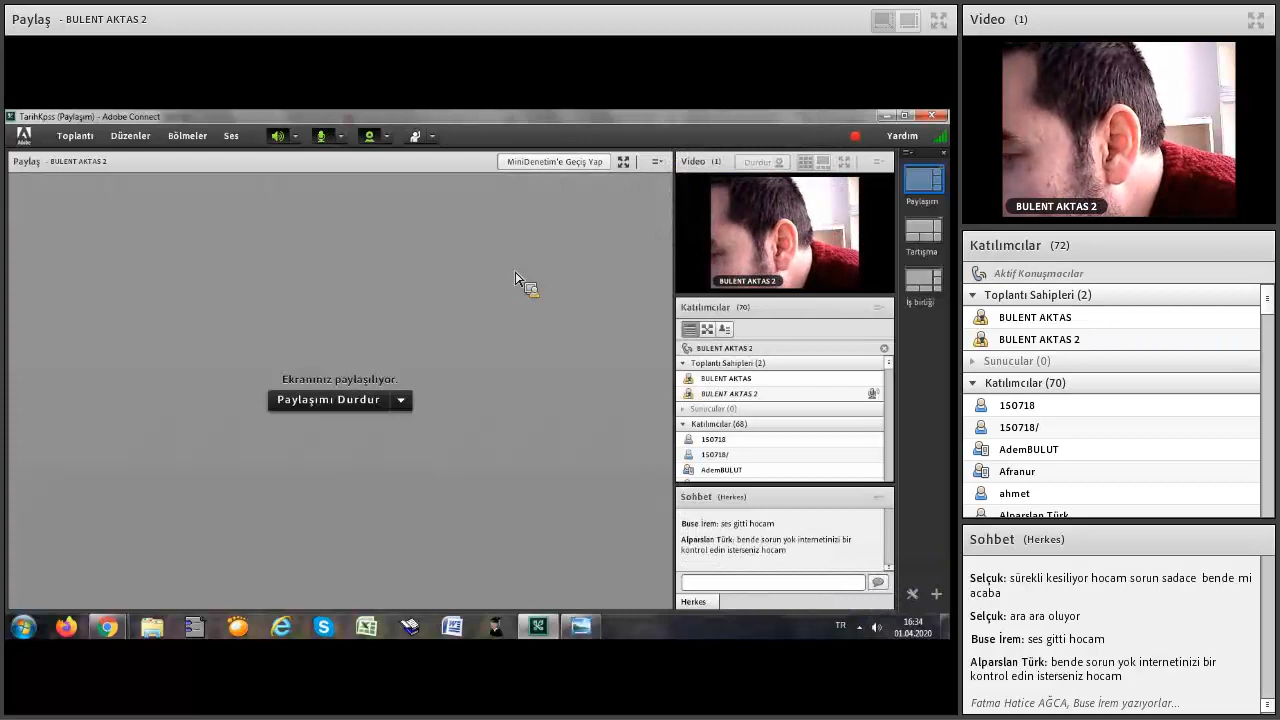 Paylaş - BULENT AKTAS 2
TarihKpss (Paylaşım) - Adobe Connect
Adobe
Toplantı Düzenler Bölmeler Ses
Yardım
Paylaş - BULENT AKTAS 2
MiniDenetim'e Geçiş Yap
Ekranınız paylaşılıyor.
Paylaşımı Durdur
Video (1)
Durdur
BULENT AKTAS 2
Katılımcılar (70)
BULENT AKTAS 2
Toplantı Sahipleri (2)
BULENT AKTAS
BULENT AKTAS 2
Sunucular (0)
Katılımcılar (68)
150718
150718/
AdemBULUT
Sohbet (Herkes)
Buse İrem: ses gitti hocam
Alparslan Türk: bende sorun yok internetinizi bir
kontrol edin isterseniz hocam
Herkes
Paylaşım
Tartışma
İş birliği
TR
16:34
01.04.2020
Video (1)
BULENT AKTAS 2
Katılımcılar (72)
Aktif Konuşmacılar
Toplantı Sahipleri (2)
BULENT AKTAS
BULENT AKTAS 2
Sunucular (0)
Katılımcılar (70)
150718
150718/
AdemBULUT
Afranur
ahmet
Alparslan Türk
Sohbet (Herkes)
Selçuk: sürekli kesiliyor hocam sorun sadece bende mi
acaba
Selçuk: ara ara oluyor
Buse İrem: ses gitti hocam
Alparslan Türk: bende sorun yok internetinizi bir
kontrol edin isterseniz hocam
Fatma Hatice AĞCA, Buse İrem yazıyorlar...